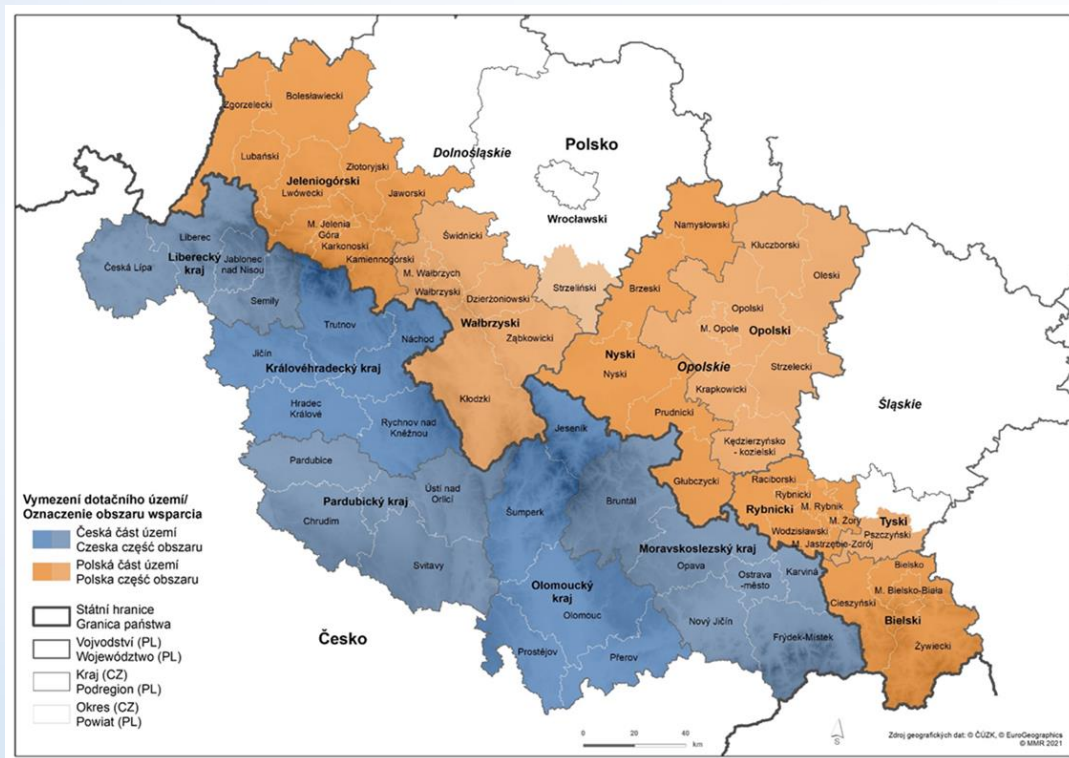 Zgorzelecki
Bolesławiecki
Lubański
Złotoryjski
Jeleniogórski
Lwówecki
Jaworski
M. Jelenia
Góra
Karkonoski
Kamiennogórski
Dolnośląskie
Polsko
Wrocławski
Świdnicki
M. Wałbrzych
Wałbrzyski
Dzierżoniowski
Strzeliński
Wałbrzyski
Ząbkowicki
Kłodzki
Namysłowski
Kluczborski
Oleski
Brzeski
Opolski
M. Opole
Opolski
Nyski
Nyski
Opolskie
Strzelecki
Krapkowicki
Prudnicki
Kędzierzyńsko
- kozielski
Głubczycki
Śląskie
Raciborski
Rybnicki
M. Rybnik
Rybnicki
M. Żory
Tyski
Wodzisławski
Pszczyński
M. Jastrzębie-Zdrój
Bielsko
M. Bielsko-Biała
Cieszyński
Bielski
Żywiecki
Česká Lípa
Liberec
Liberecký
kraj
Jablonec
nad Nisou
Semily
Trutnov
Náchod
Jičín
Královéhradecký kraj
Hradec
Králové
Rychnov nad
Kněžnou
Pardubice
Pardubický kraj
Ústí nad
Orlicí
Chrudim
Svitavy
Jeseník
Šumperk
Bruntál
Moravskoslezský kraj
Opava
Ostrava
-město
Karviná
Olomoucký
kraj
Olomouc
Nový Jičín
Frýdek-Místek
Prostějov
Přerov
Česko
Vymezení dotačního území/
Oznaczenie obszaru wsparcia
Česká část území
Czeska część obszaru
Polská část území
Polska część obszaru
Státní hranice
Granica państwa
Vojvodství (PL)
Województwo (PL)
Kraj (CZ)
Podregion (PL)
Okres (CZ)
Powiat (PL)
0 20 40
km
S
Zdroj geografických dat: © ČÚZK, © EuroGeographics
© MMR 2021